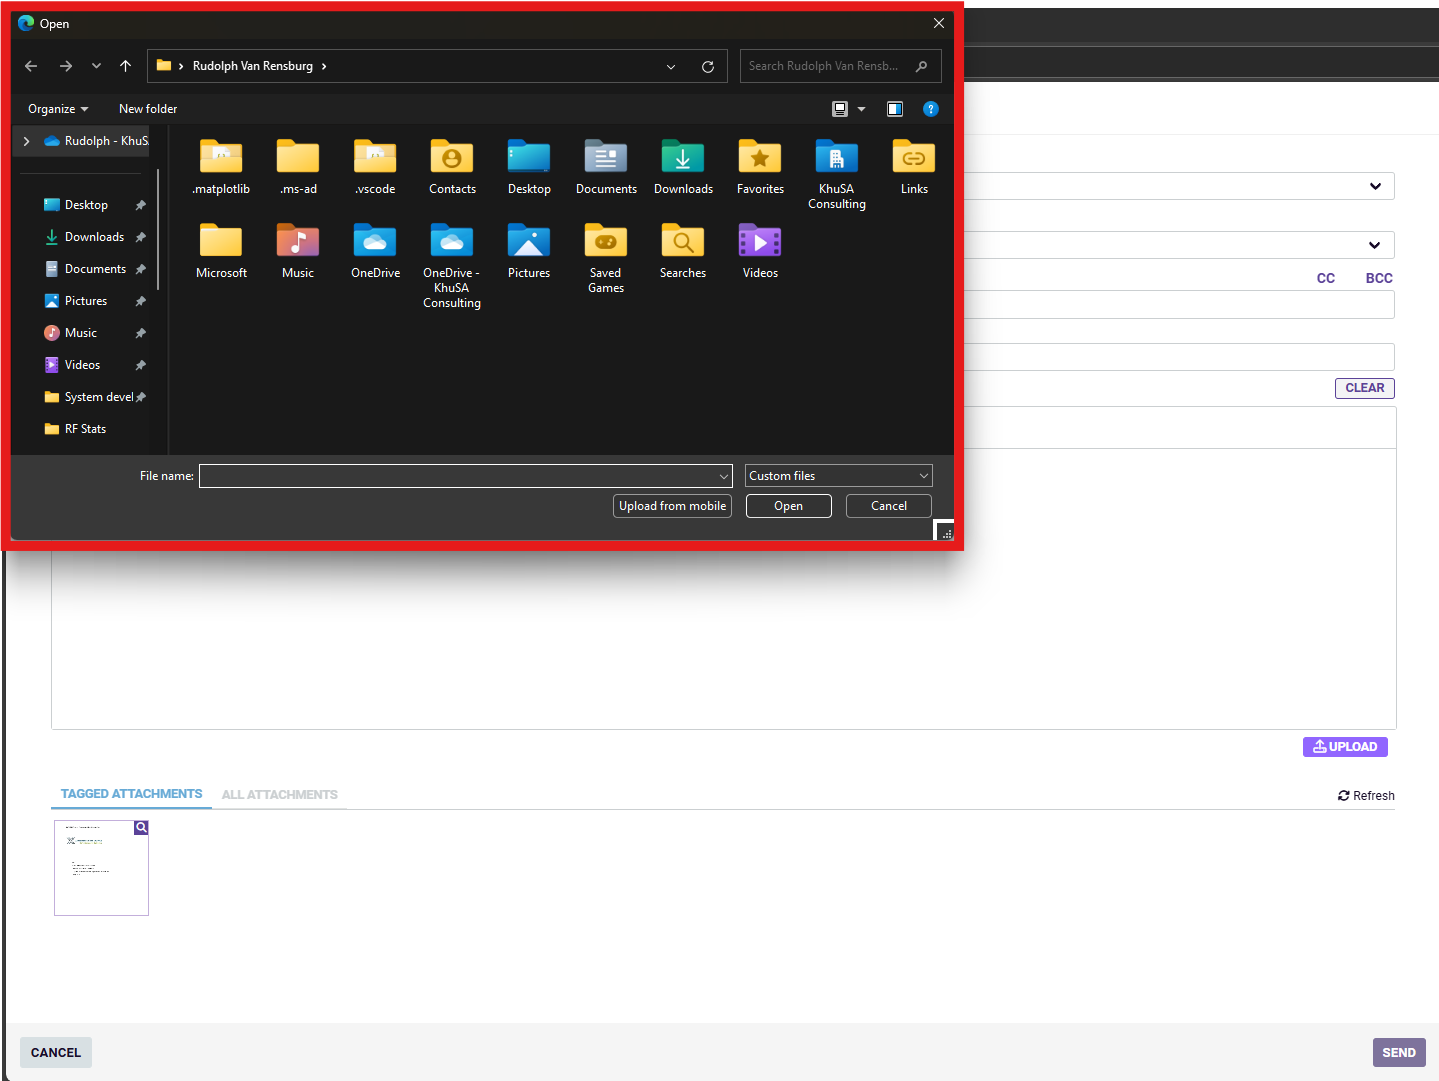 Open
Rudolph Van Rensburg
Search Rudolph Van Rensb...
Organize
New folder
Rudolph - KhuS
.matplotlib
.ms-ad
.vscode
Contacts
Desktop
Documents
Downloads
Favorites
KhuSA
Consulting
Links
Microsoft
Music
OneDrive
OneDrive -
KhuSA
Consulting
Pictures
Saved
Games
Searches
Videos
Desktop
Downloads
Documents
Pictures
Music
Videos
System devel
RF Stats
File name:
Custom files
Upload from mobile
Open
Cancel
CC
BCC
CLEAR
UPLOAD
TAGGED ATTACHMENTS
ALL ATTACHMENTS
Refresh
CANCEL
SEND